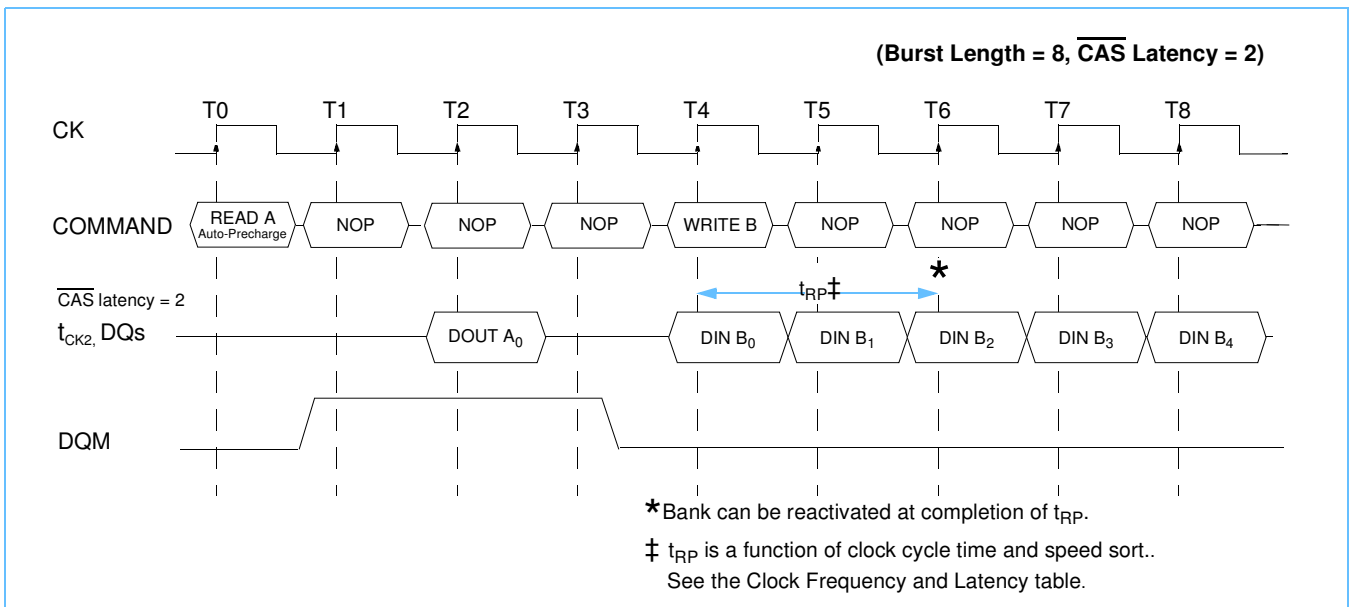 (Burst Length = 8, CAS Latency = 2)
T0 T1 T2 T3 T4 T5 T6 T7 T8
CK
COMMAND READ A Auto-Precharge NOP NOP NOP WRITE B NOP NOP NOP NOP
*
tRP‡
CAS latency = 2
tCK2, DQs DOUT A0 DIN B0 DIN B1 DIN B2 DIN B3 DIN B4
DQM
*Bank can be reactivated at completion of tRP.
‡ tRP is a function of clock cycle time and speed sort..
See the Clock Frequency and Latency table.